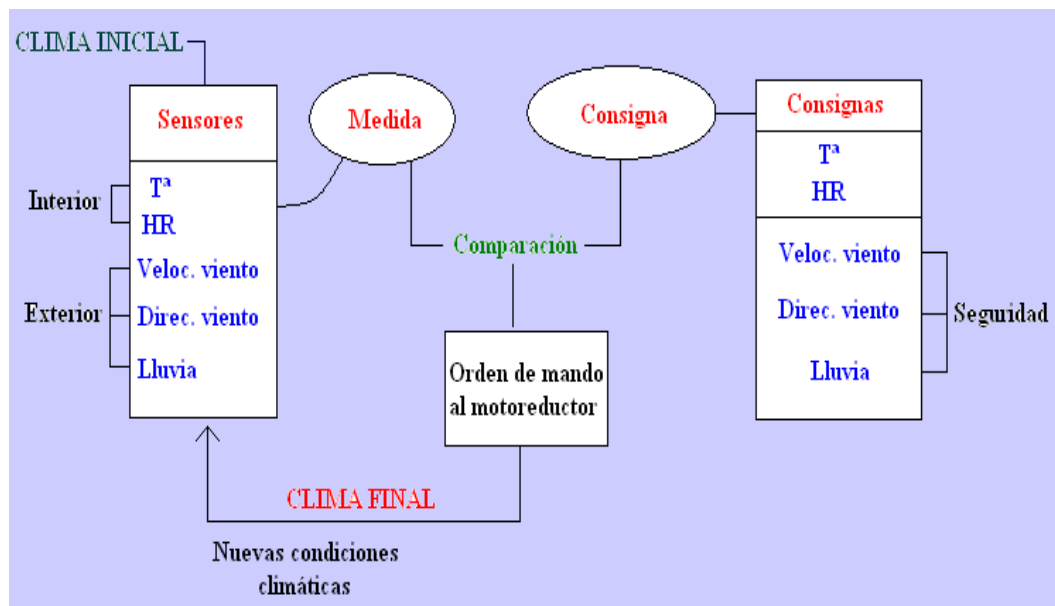 CLIMA INICIAL
Sensores
Medida
Consigna
Consignas
Interior
Tª
HR
Exterior
Veloc. viento
Direc. viento
Lluvia
Comparación
Tª
HR
Veloc. viento
Direc. viento
Lluvia
Seguridad
Orden de mando
al motoreductor
CLIMA FINAL
Nuevas condiciones
climáticas